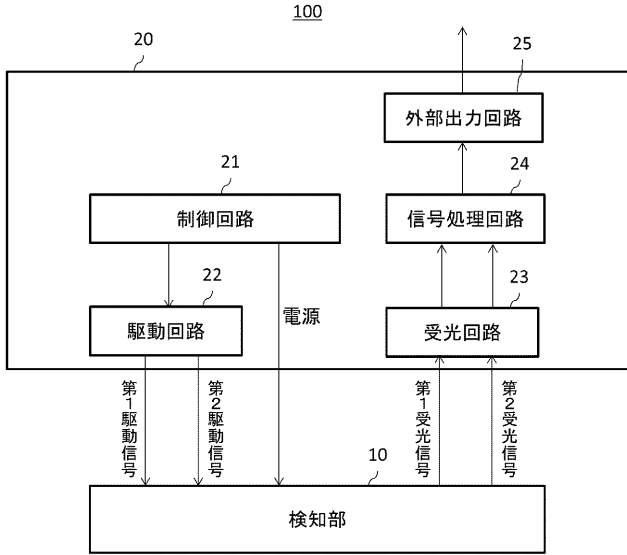 100
20
25
外部出力回路
21
24
制御回路
信号処理回路
22
23
駆動回路
電源
受光回路
第1駆動信号
第2駆動信号
第1受光信号
第2受光信号
10
検知部